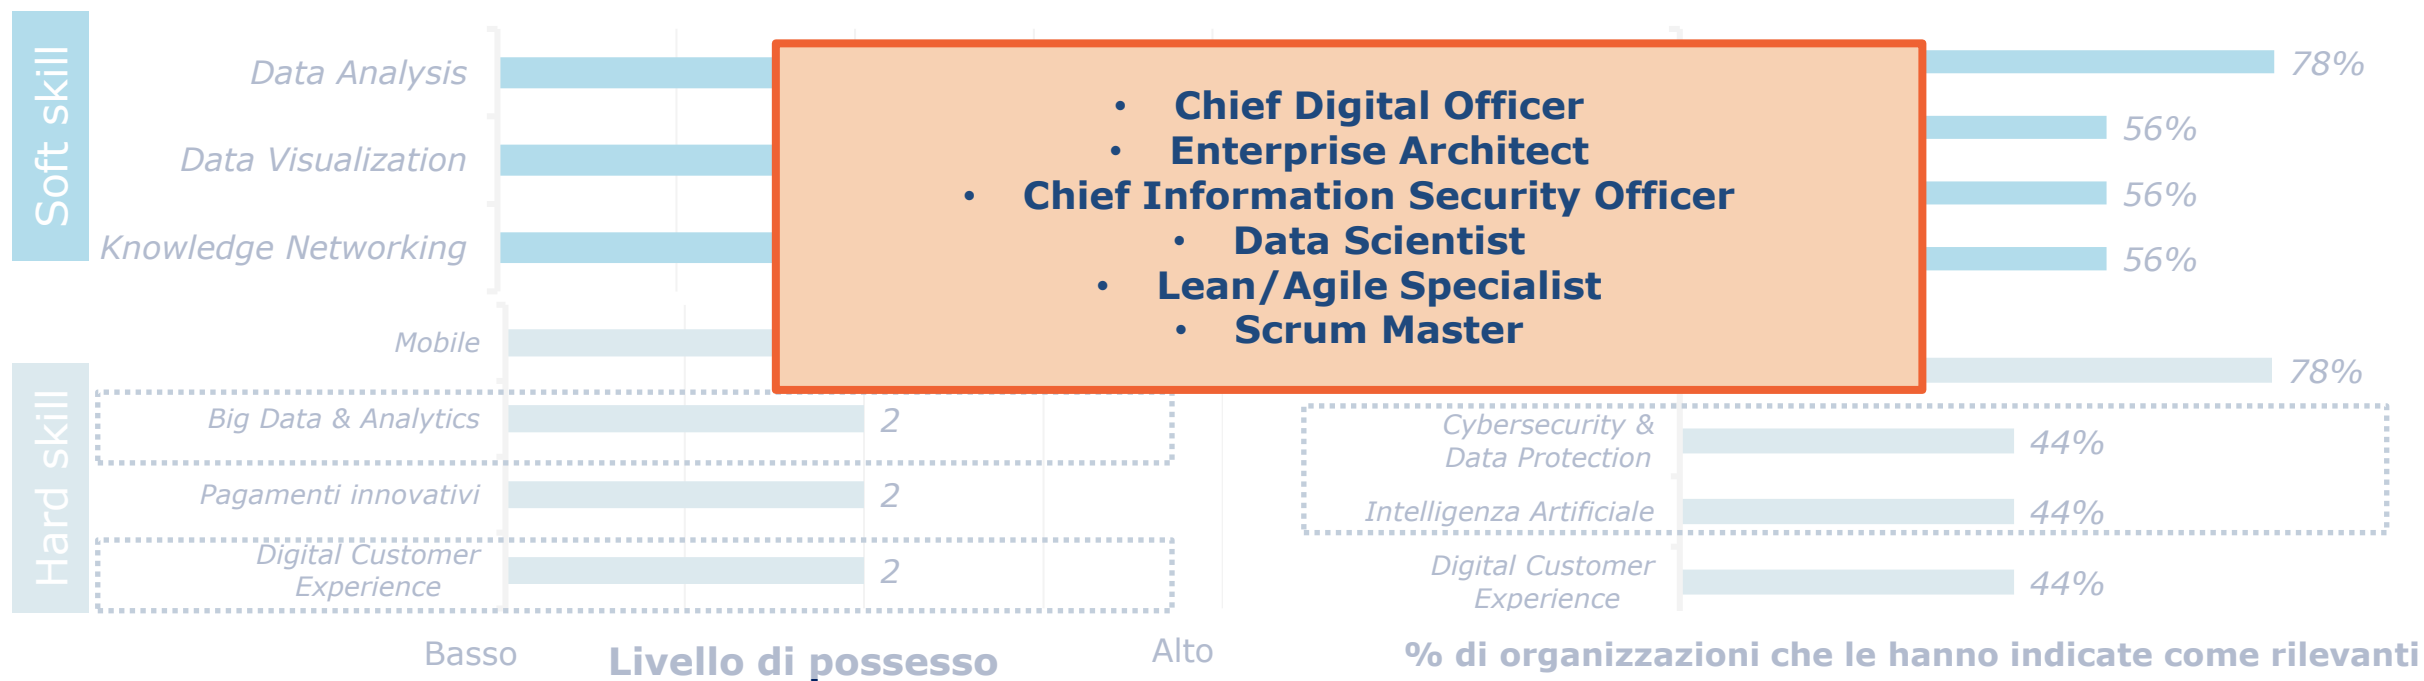 Soft skill
Data Analysis
Data Visualization
Knowledge Networking
Hard skill
Mobile
Big Data & Analytics
2
Pagamenti innovativi
2
Digital Customer
Experience
2
Basso
Livello di possesso
Alto
• Chief Digital Officer
• Enterprise Architect
• Chief Information Security Officer
• Data Scientist
• Lean/Agile Specialist
• Scrum Master
78%
56%
56%
56%
78%
Cybersecurity &
Data Protection
44%
Intelligenza Artificiale
44%
Digital Customer
Experience
44%
% di organizzazioni che le hanno indicate come rilevanti